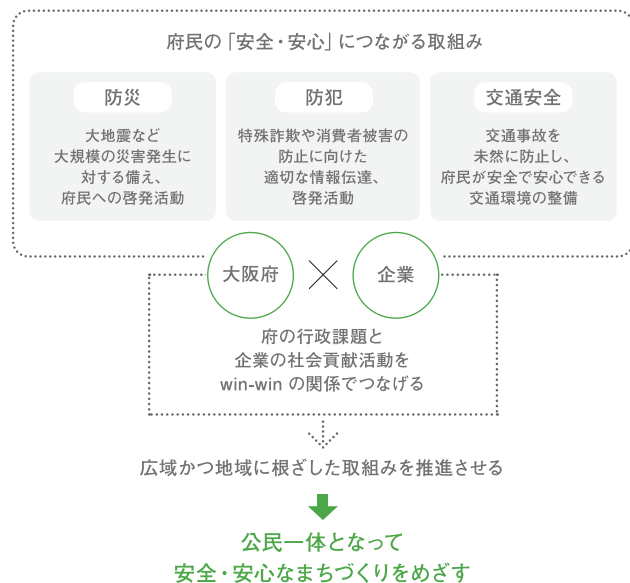 府民の「安全・安心」につながる取組み
防災
大地震など
大規模の災害発生に
対する備え、
府民への啓発活動
防犯
特殊詐欺や消費者被害の
防止に向けた
適切な情報伝達、
啓発活動
交通安全
交通事故を
未然に防止し、
府民が安全で安心できる
交通環境の整備
大阪府
企業
府の行政課題と
企業の社会貢献活動を
win-win の関係でつなげる
広域かつ地域に根ざした取組みを推進させる
公民一体となって
安全・安心なまちづくりをめざす